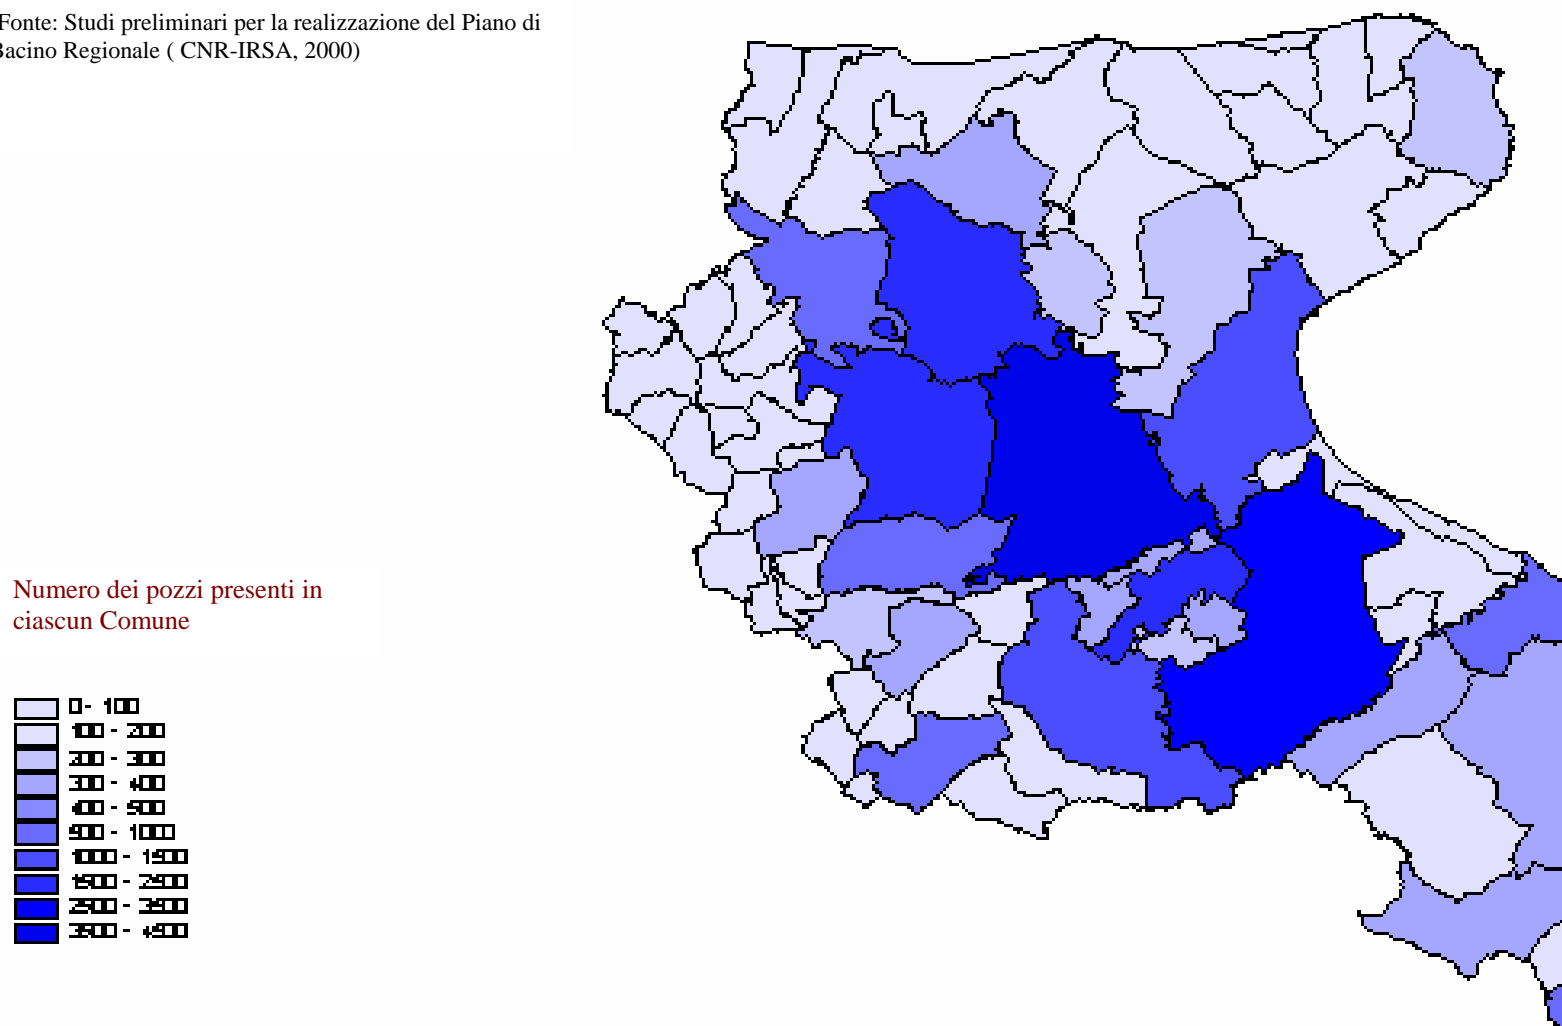 Fonte: Studi preliminari per la realizzazione del Piano di
Bacino Regionale ( CNR-IRSA, 2000)
Numero dei pozzi presenti in
ciascun Comune
0 - 100
100 - 200
200 - 300
300 - 400
400 - 500
500 - 1000
1000 - 1500
1500 - 2500
2500 - 3500
3500 - 4500